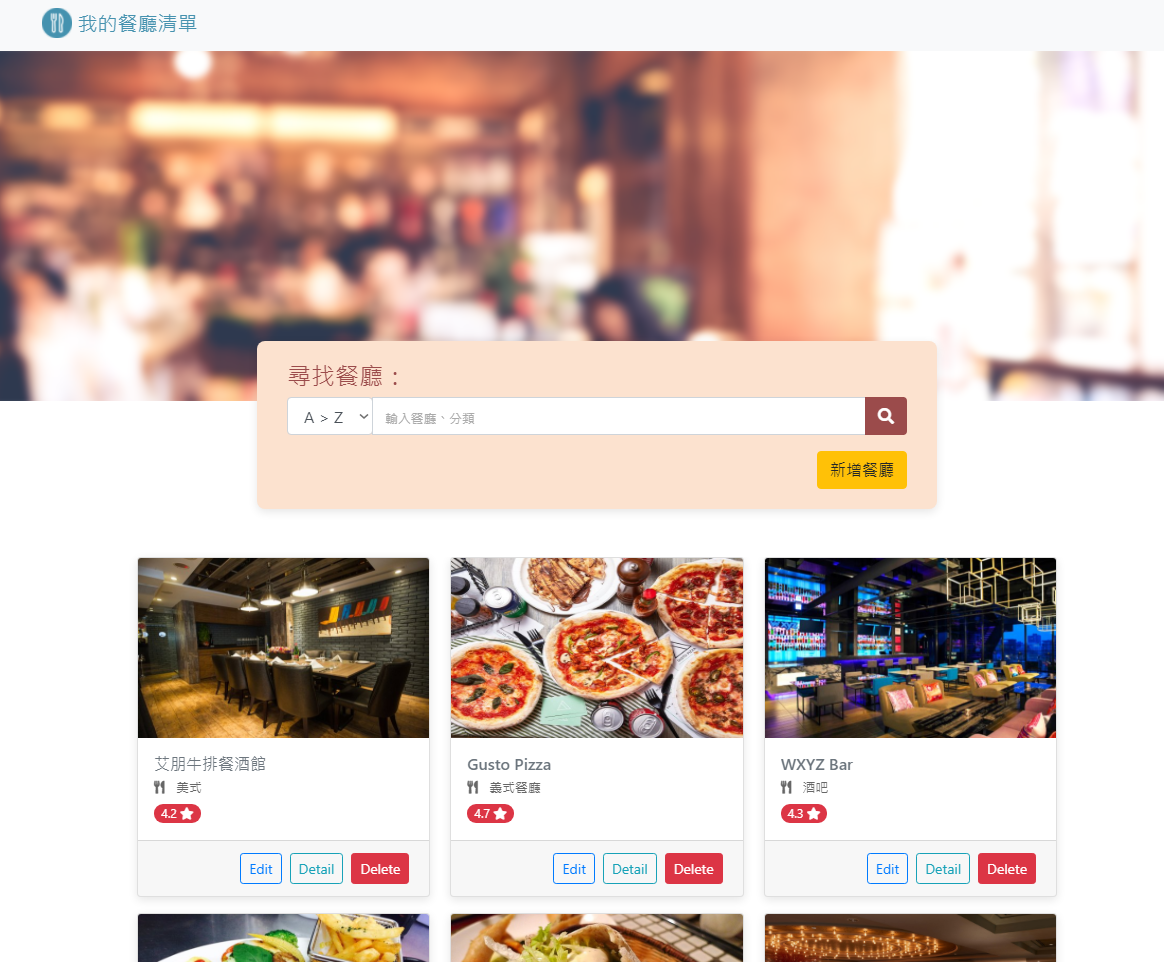 我的餐廳清單
尋找餐廳：
A > Z
輸入餐廳、分類
新增餐廳
艾朋牛排餐酒館
美式
4.2
Edit Detail Delete
Gusto Pizza
義式餐廳
4.7
Edit Detail Delete
WXYZ Bar
酒吧
4.3
Edit Detail Delete